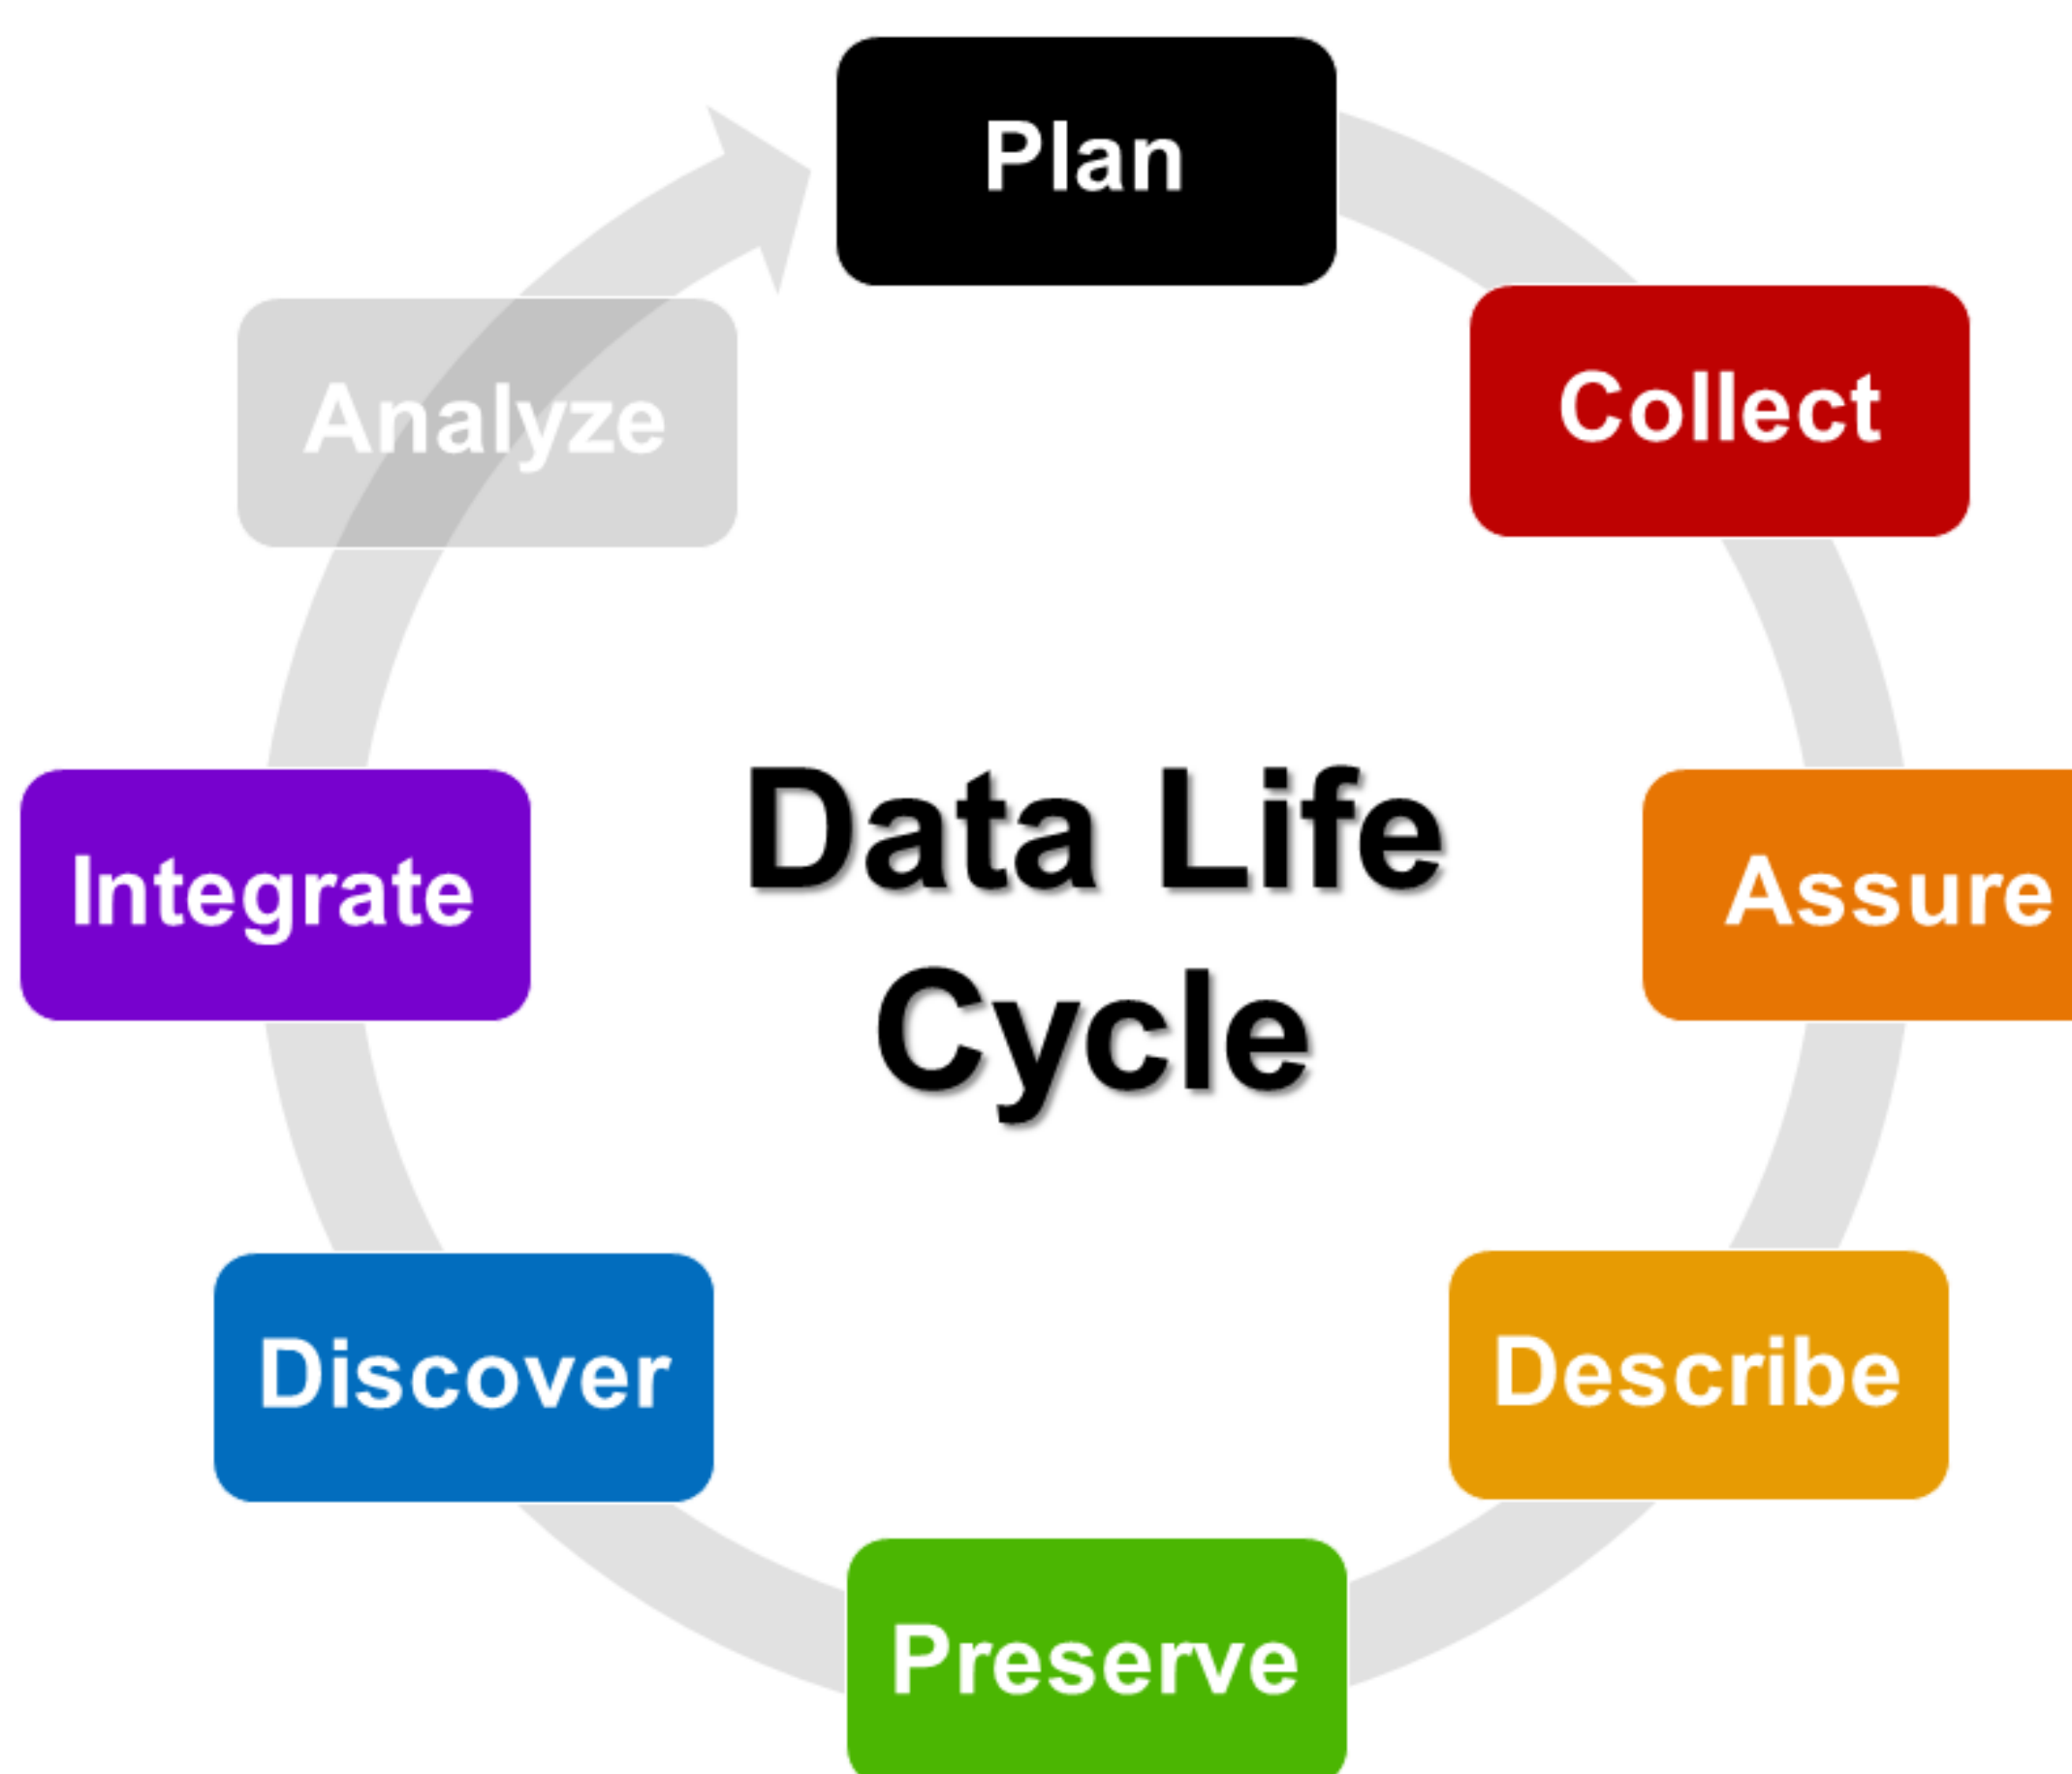 Plan
Collect
Assure
Describe
Preserve
Discover
Integrate
Analyze
Data Life
Cycle